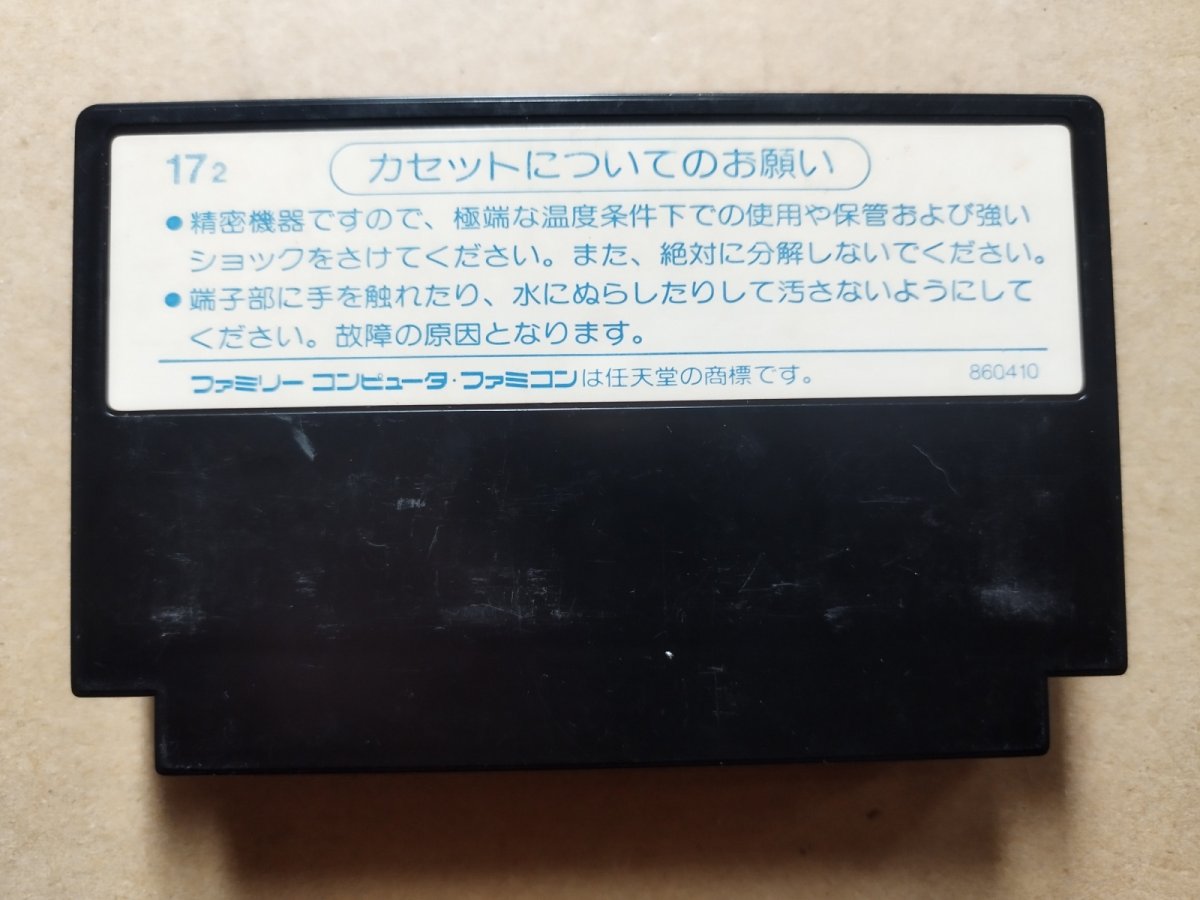 17 2
カセットについてのお願い
●精密機器ですので、極端な温度条件下での使用や保管および強い
ショックをさけてください。また、絶対に分解しないでください。
●端子部に手を触れたり、水にぬらしたりして汚さないようにして
ください。故障の原因となります。
ファミリー コンピュータ・ファミコンは任天堂の商標です。
860410